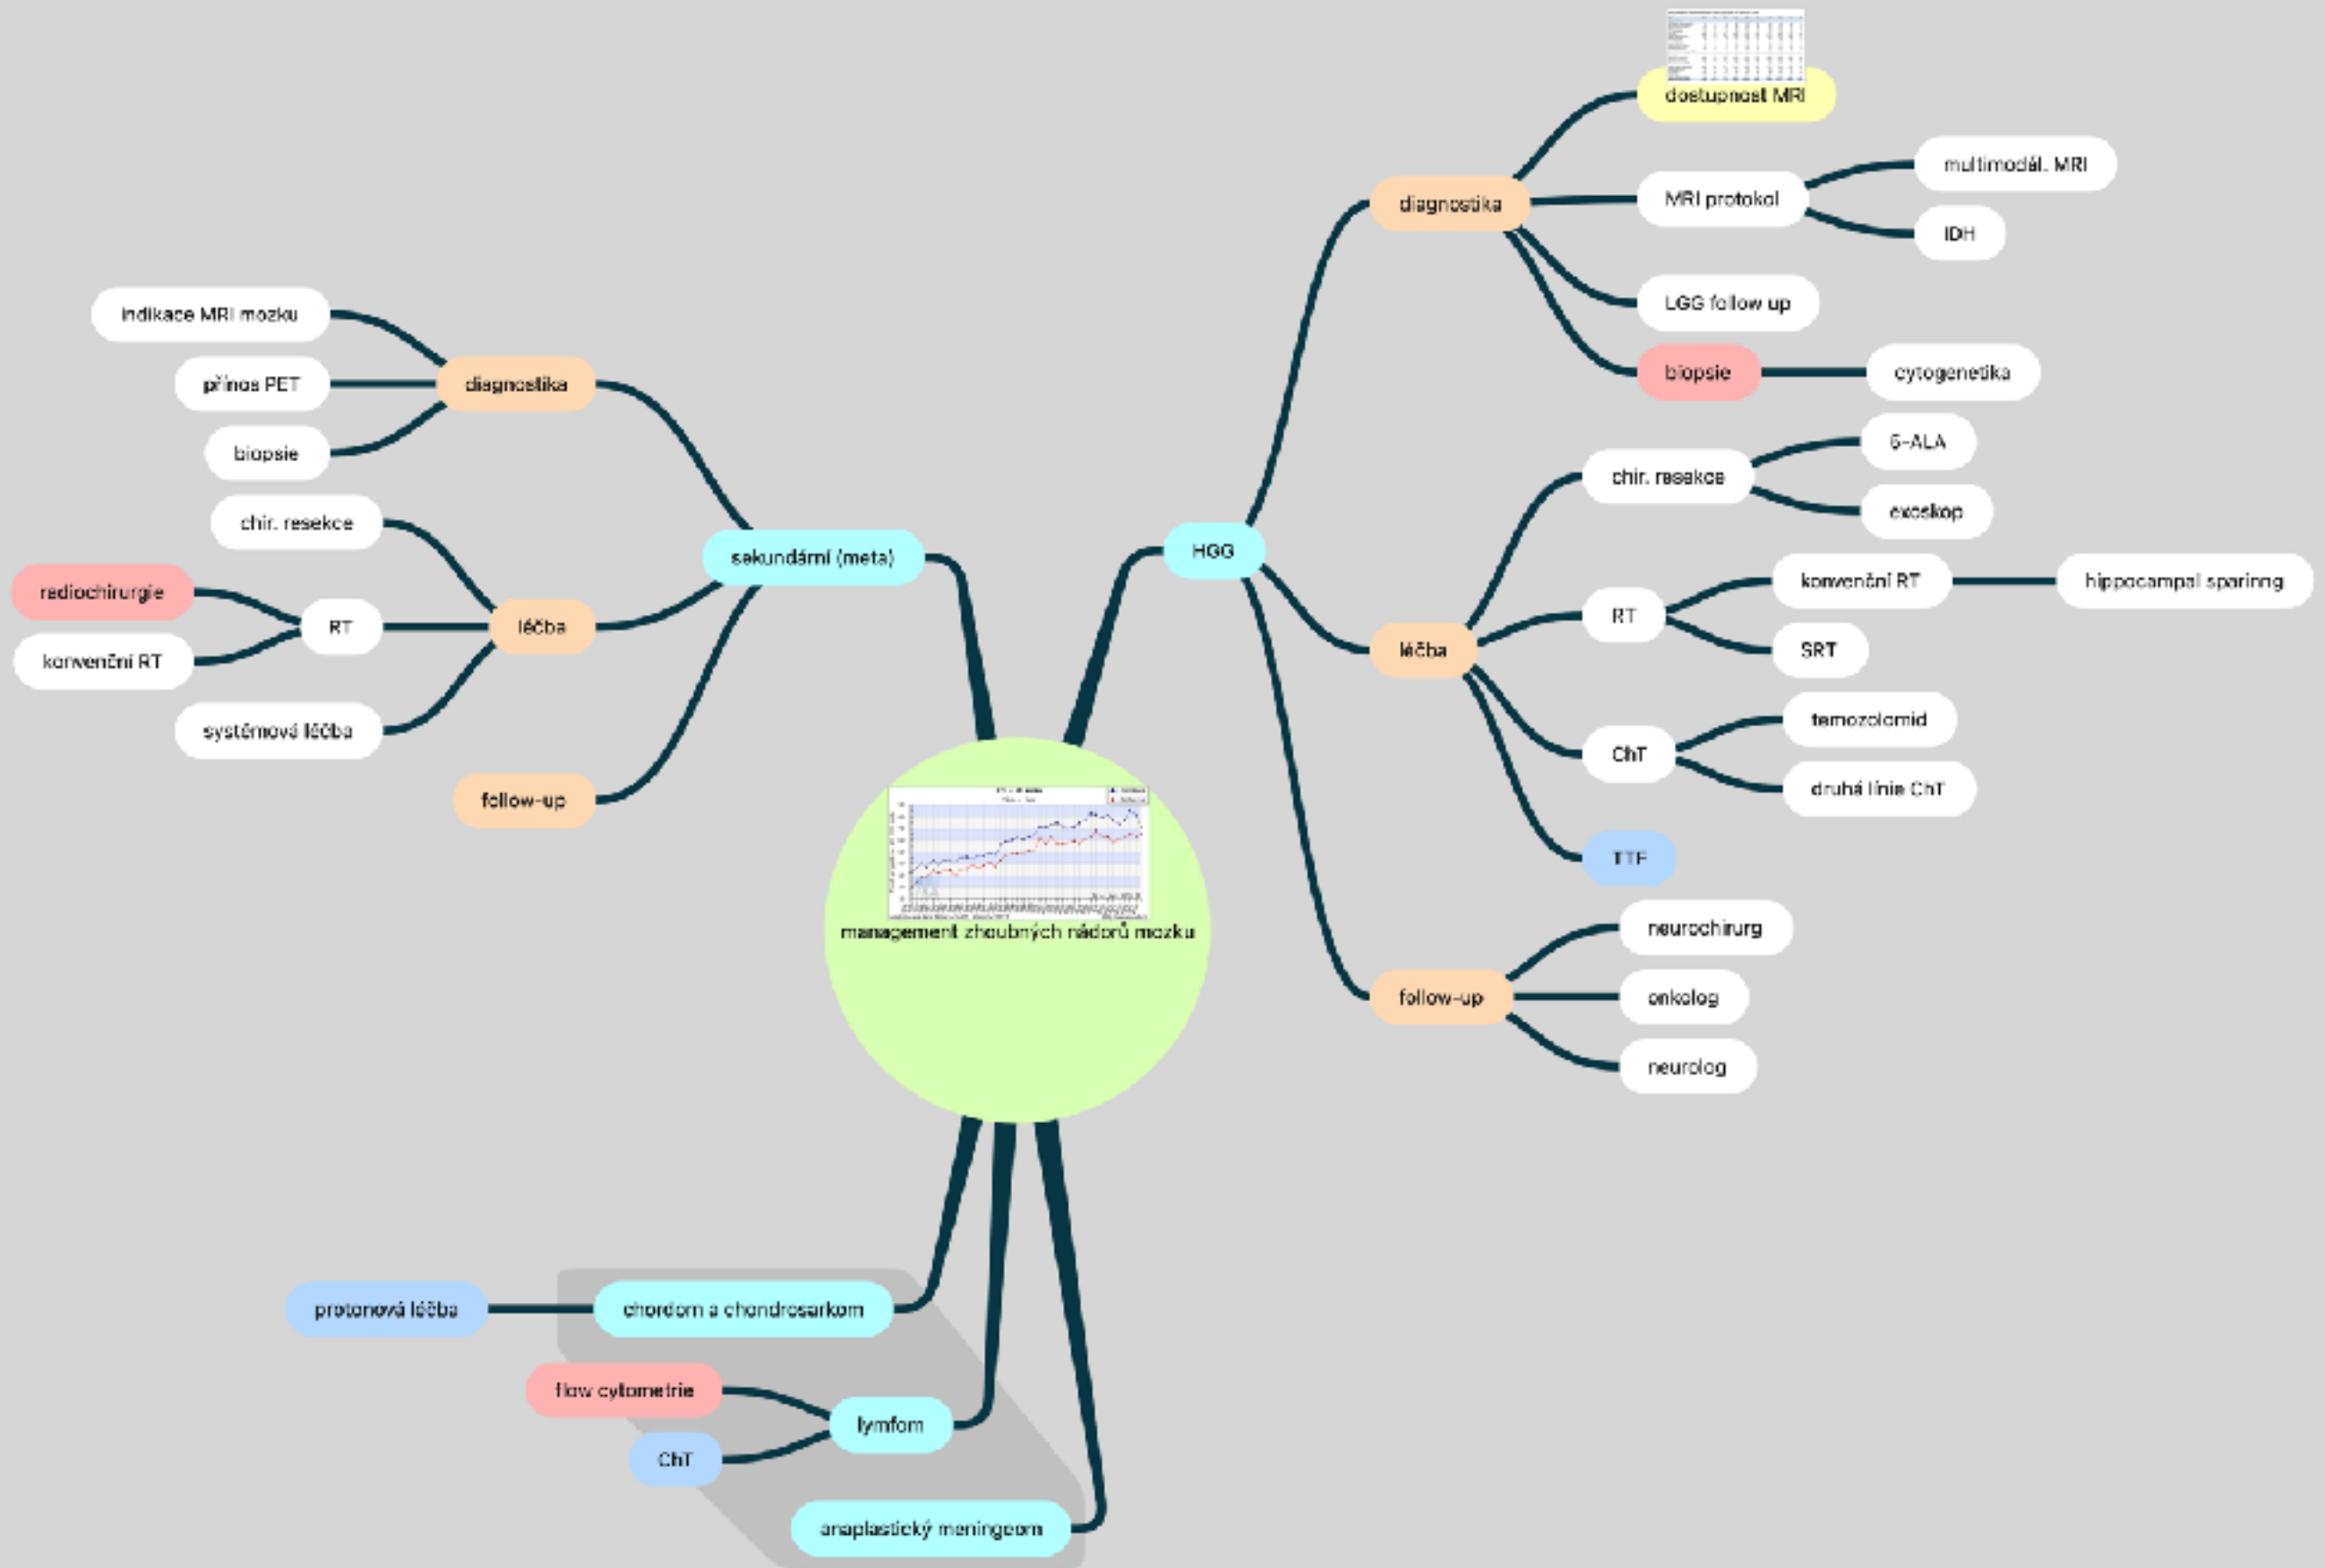 dostupnost MRI
multimodál. MRI
MRI protokol
diagnostika
IDH
LGG follow up
biopsie
cytogenetika
5-ALA
chir. resekce
exoskop
HGG
konvenční RT
hippocampal sparinng
RT
SRT
léčba
temozolomid
ChT
druhá línie ChT
TTF
neurochirurg
follow-up
onkolog
neurolog
indikace MRI mozku
přínos PET
diagnostika
biopsie
chir. resekce
sekundární (meta)
radiochirurgie
RT
léčba
konvenční RT
systémová léčba
follow-up
management zhoubných nádorů mozku
protonová léčba
chordom a chondrosarkom
flow cytometrie
lymfom
ChT
anaplastický meningeom